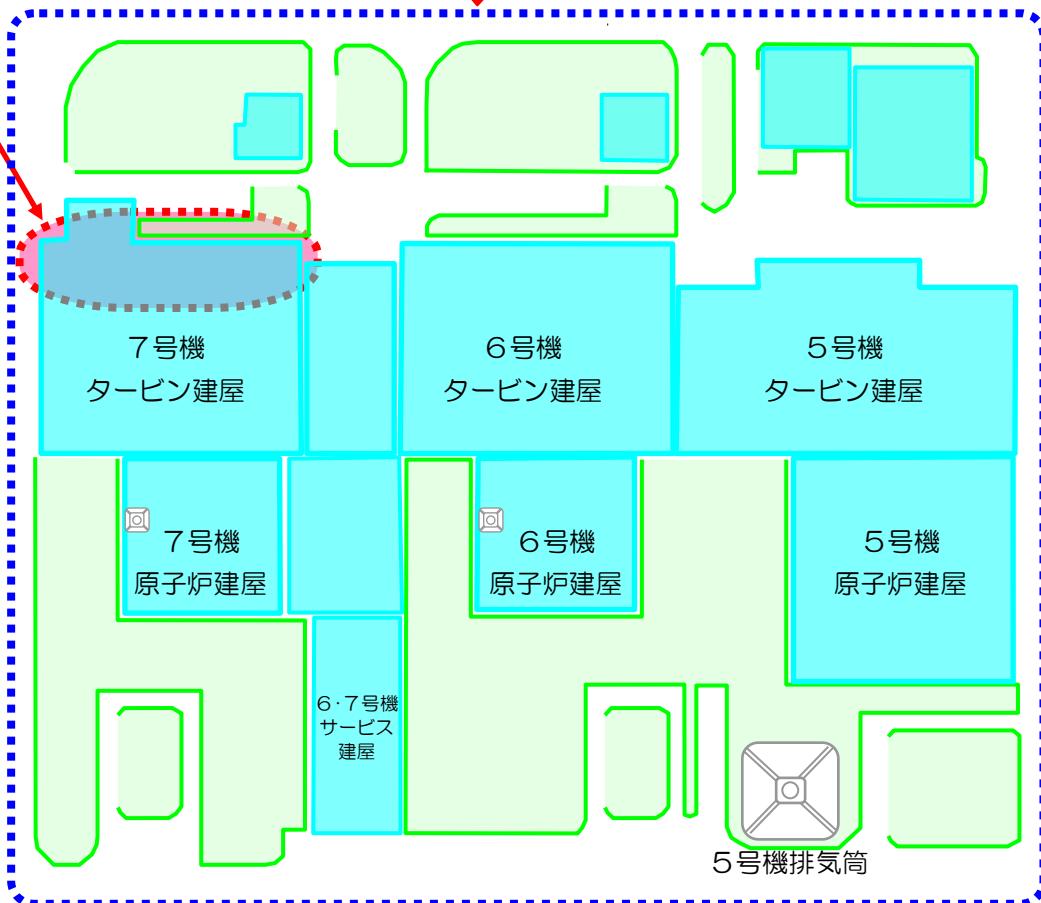 ７号機
タービン建屋
６号機
タービン建屋
５号機
タービン建屋
７号機
原子炉建屋
６号機
原子炉建屋
５号機
原子炉建屋
６・７号機
サービス
建屋
５号機排気筒